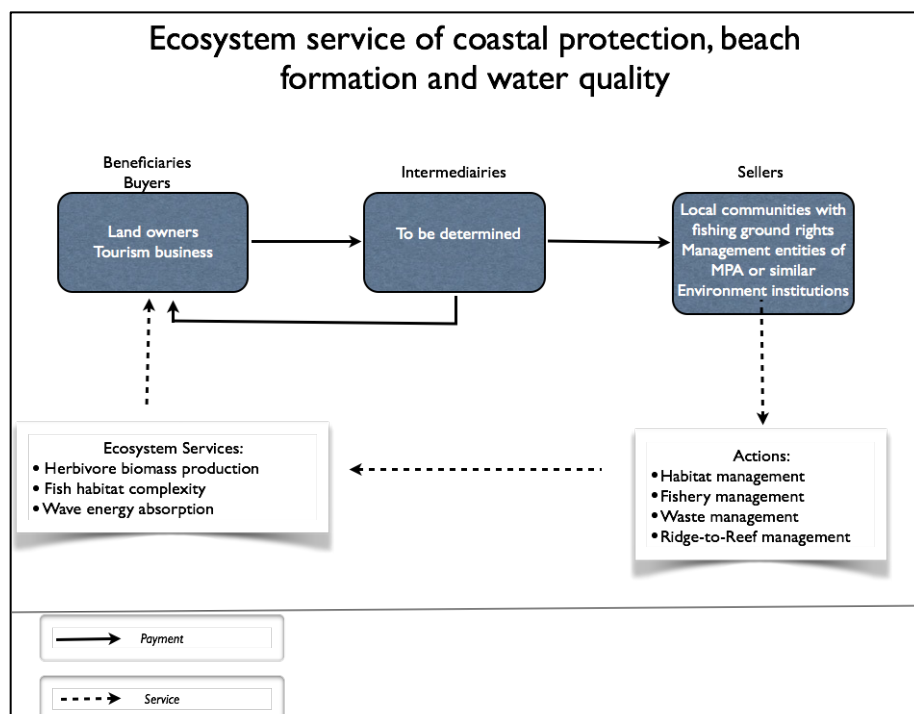 Ecosystem service of coastal protection, beach
formation and water quality
Beneficiaries
Buyers
Intermediairies
Sellers
Land owners
Tourism business
To be determined
Local communities with
fishing ground rights
Management entities of
MPA or similar
Environment institutions
Ecosystem Services:
• Herbivore biomass production
• Fish habitat complexity
• Wave energy absorption
Actions:
• Habitat management
• Fishery management
• Waste management
• Ridge-to-Reef management
Payment
Service